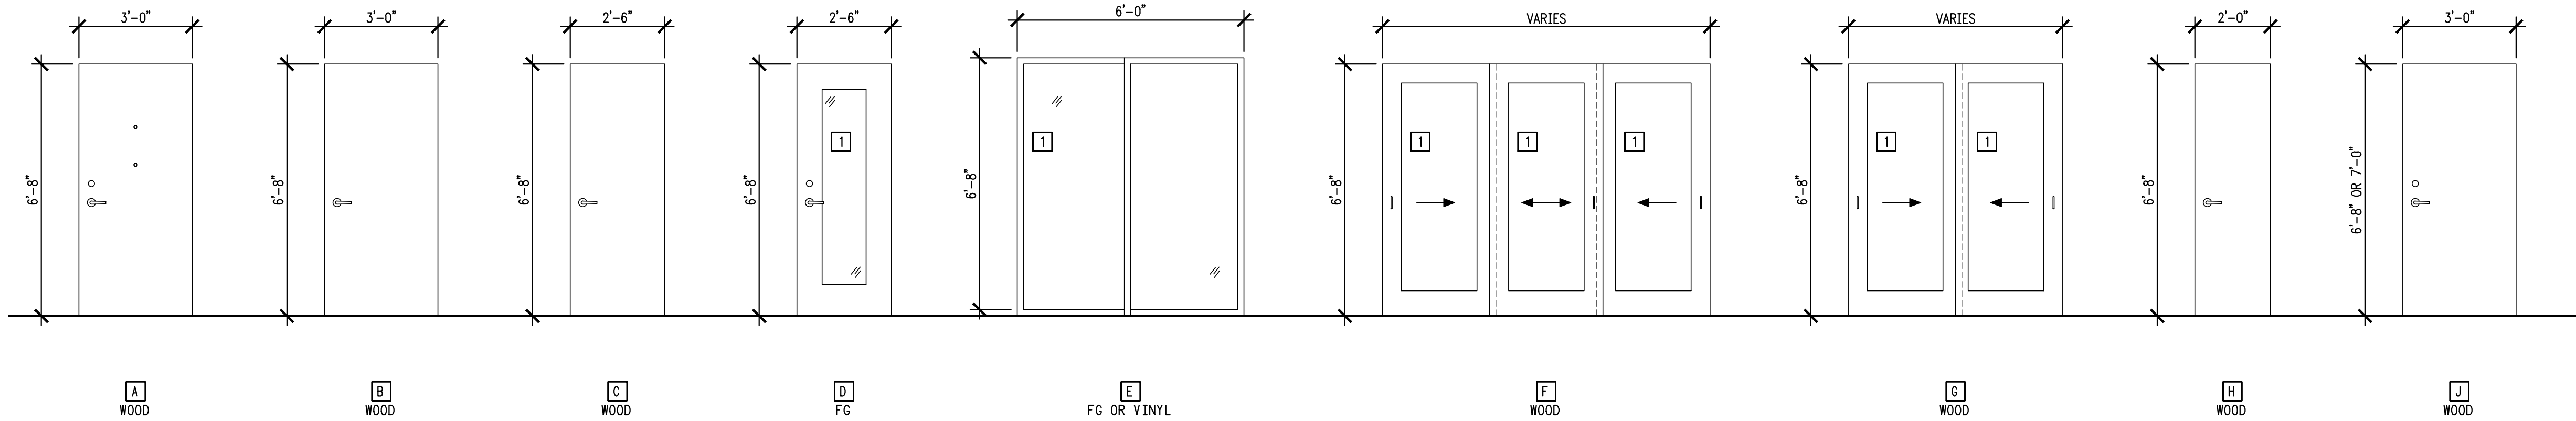 3'-0"
6'-8"
A
WOOD
3'-0"
6'-8"
B
WOOD
2'-6"
6'-8"
C
WOOD
2'-6"
6'-8"
1
D
FG
6'-0"
6'-8"
1
E
FG OR VINYL
VARIES
6'-8"
1
1
1
F
WOOD
VARIES
6'-8"
1
1
G
WOOD
2'-0"
6'-8"
H
WOOD
3'-0"
6'-8" OR 7'-0"
J
WOOD